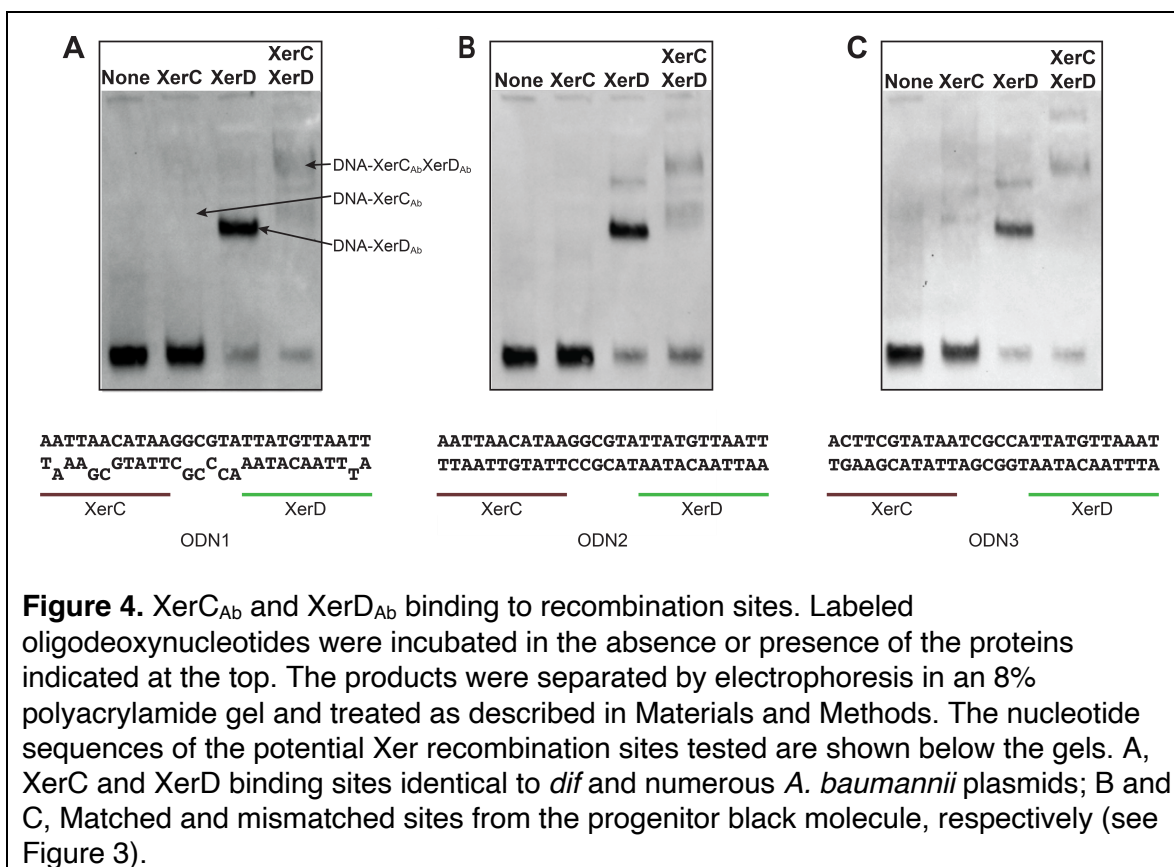 A
XerC
None XerC XerD XerD
DNA-XerCAbXerDAb
DNA-XerCAb
DNA-XerDAb
AATTAACATAAGGCGTATTATGTTAATT
TAAAGCGTATTCGCCCAAATACAATTTA
XerC XerD
ODN1
B
XerC
None XerC XerD XerD
AATTAACATAAGGCGTATTATGTTAATT
TTAATTGTATTCCGCATAATACAATTAA
XerC XerD
ODN2
C
XerC
None XerC XerD XerD
ACTTCGTATAATCGCCATTATGTTAAAT
TGAAGCATATTAGCGGTAATACAATTTA
XerC XerD
ODN3
Figure 4. XerCAb and XerDAb binding to recombination sites. Labeled
oligodeoxynucleotides were incubated in the absence or presence of the proteins
indicated at the top. The products were separated by electrophoresis in an 8%
polyacrylamide gel and treated as described in Materials and Methods. The nucleotide
sequences of the potential Xer recombination sites tested are shown below the gels. A,
XerC and XerD binding sites identical to dif and numerous A. baumannii plasmids; B and
C, Matched and mismatched sites from the progenitor black molecule, respectively (see
Figure 3).